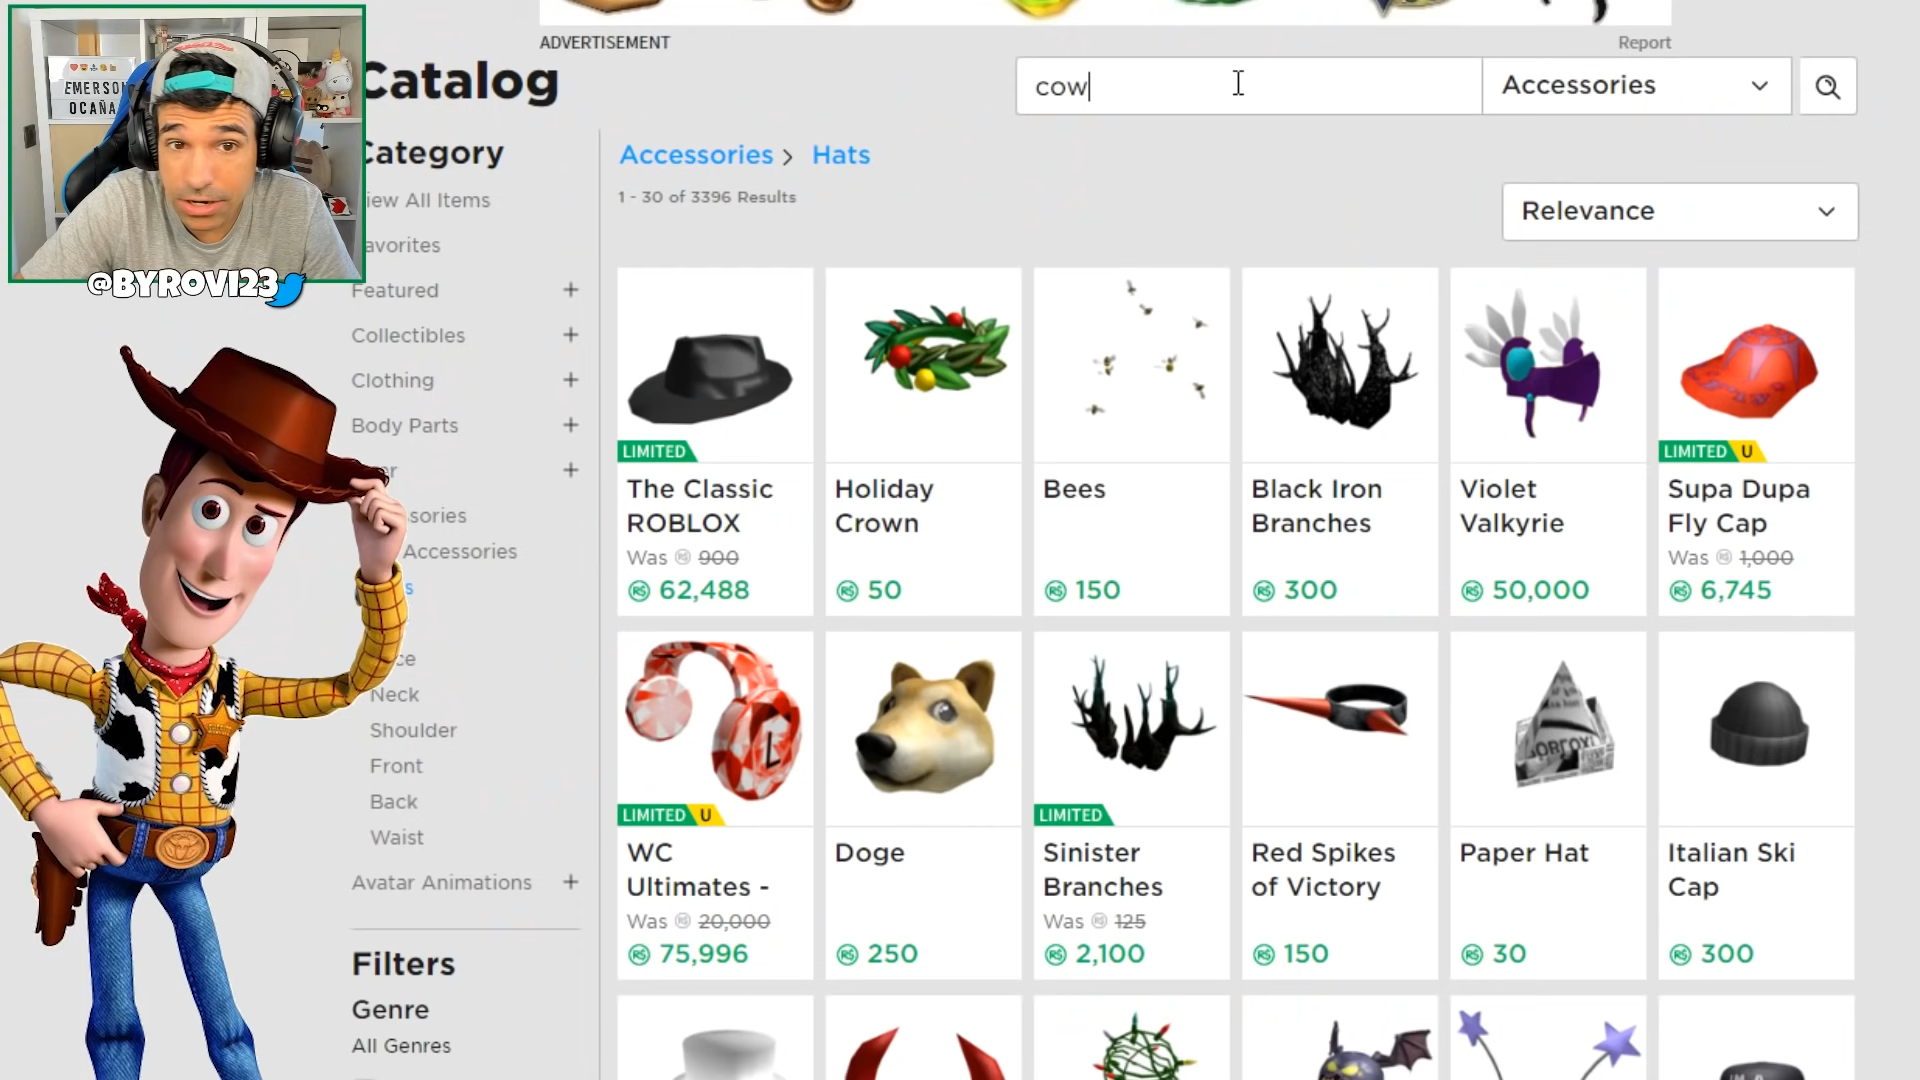 ADVERTISEMENT
Report
EMERSON
OCAÑA
@BYROVI23
Catalog
cow
Accessories
Category
Accessories > Hats
1 - 30 of 3396 Results
Relevance
iew All Items
avorites
Featured +
Collectibles +
Clothing +
Body Parts +
er +
sories
Accessories
s
ce
Neck
Shoulder
Front
Back
Waist
Avatar Animations +
Filters
Genre
All Genres
LIMITED
The Classic
ROBLOX
Was 900
62,488
Holiday
Crown
50
Bees
150
Black Iron
Branches
300
Violet
Valkyrie
50,000
LIMITED U
Supa Dupa
Fly Cap
Was 1,000
6,745
L
LIMITED U
WC
Ultimates -
Was 20,000
75,996
Doge
250
LIMITED
Sinister
Branches
Was 125
2,100
Red Spikes
of Victory
150
Paper Hat
30
Italian Ski
Cap
300